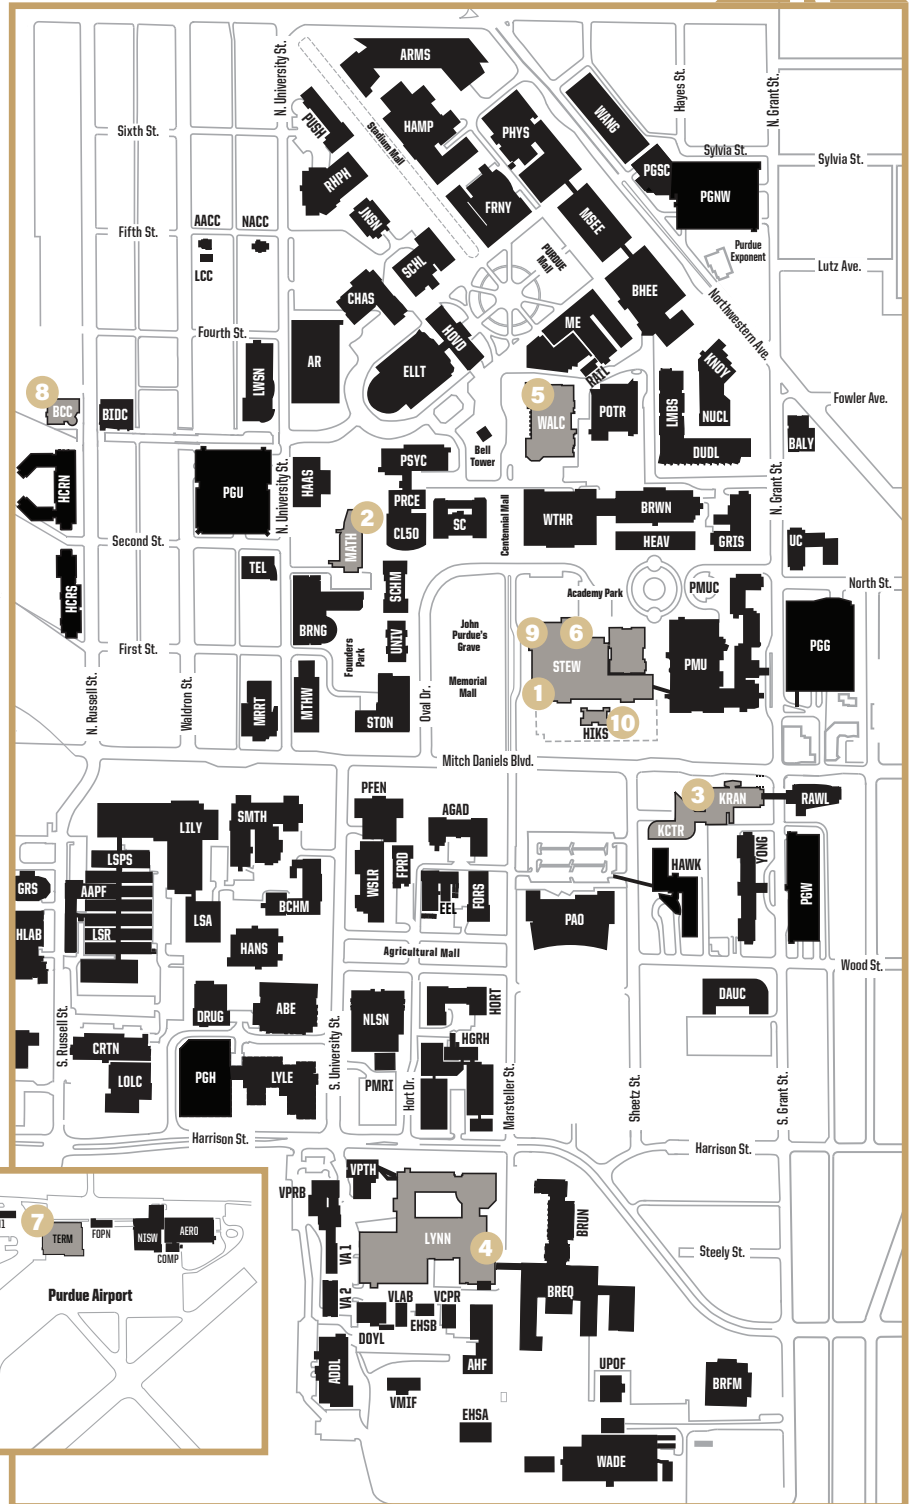 ARMS
N. University St.
Hayes St.
N. Grant St.
WANG
PUSH
HAMP
PHYS
Sixth St.
Stadium Mall
Sylvia St.
Sylvia St.
PGSC
RHPH
PGNW
FRNY
JNSN
MSEE
AACC
NACC
Fifth St.
Purdue
Exponent
PURDUE
Mall
SCHL
Lutz Ave.
LCC
BHEE
CHAS
Northwestern Ave.
ME
Fourth St.
HOVD
AR
ELLT
KNOY
RAIL
LWSN
8
5
Fowler Ave.
BCC
BIDC
WALC
POTR
LMBS
NUCL
BALY
Bell
Tower
DUDL
PSYC
HCRN
PGU
N. University St.
HAAS
N. Grant St.
PRCE
2
SC
Centennial Mall
WTHR
BRWN
CL50
MATH
Second St.
HEAV
GRIS
UC
TEL
PMUC
North St.
HCRS
SCHM
Academy Park
BRNG
John
Purdue's
Grave
9
6
UNIV
PGG
First St.
Founders
Park
STEW
PMU
Memorial
Mall
N. Russell St.
Waldron St.
MRRT
MTHW
Oval Dr.
1
STON
10
HIKS
Mitch Daniels Blvd.
PFEN
3
KRAN
RAWL
AGAD
SMTH
LILY
KCTR
LSPS
YONG
HAWK
WSLR
FPRD
GRS
AAPF
PGW
BCHM
EEL
FORS
LSA
PAO
HLAB
LSR
HANS
Agricultural Mall
Wood St.
DAUC
HORT
DRUG
ABE
NLSN
S. Russell St.
S. University St.
HGRH
CRTN
LOLC
PGH
LYLE
PMRI
Hort Dr.
Marsteller St.
Sheetz St.
S. Grant St.
Harrison St.
Harrison St.
VPTH
VPRB
7
TERM
FOPN
NISW
AERO
COMP
BRUN
LYNN
4
Steely St.
VA 1
Purdue Airport
VA 2
VLAB
VCPR
BREQ
DOYL
EHSB
ADDL
AHF
UPOF
BRFM
VMIF
EHSA
WADE